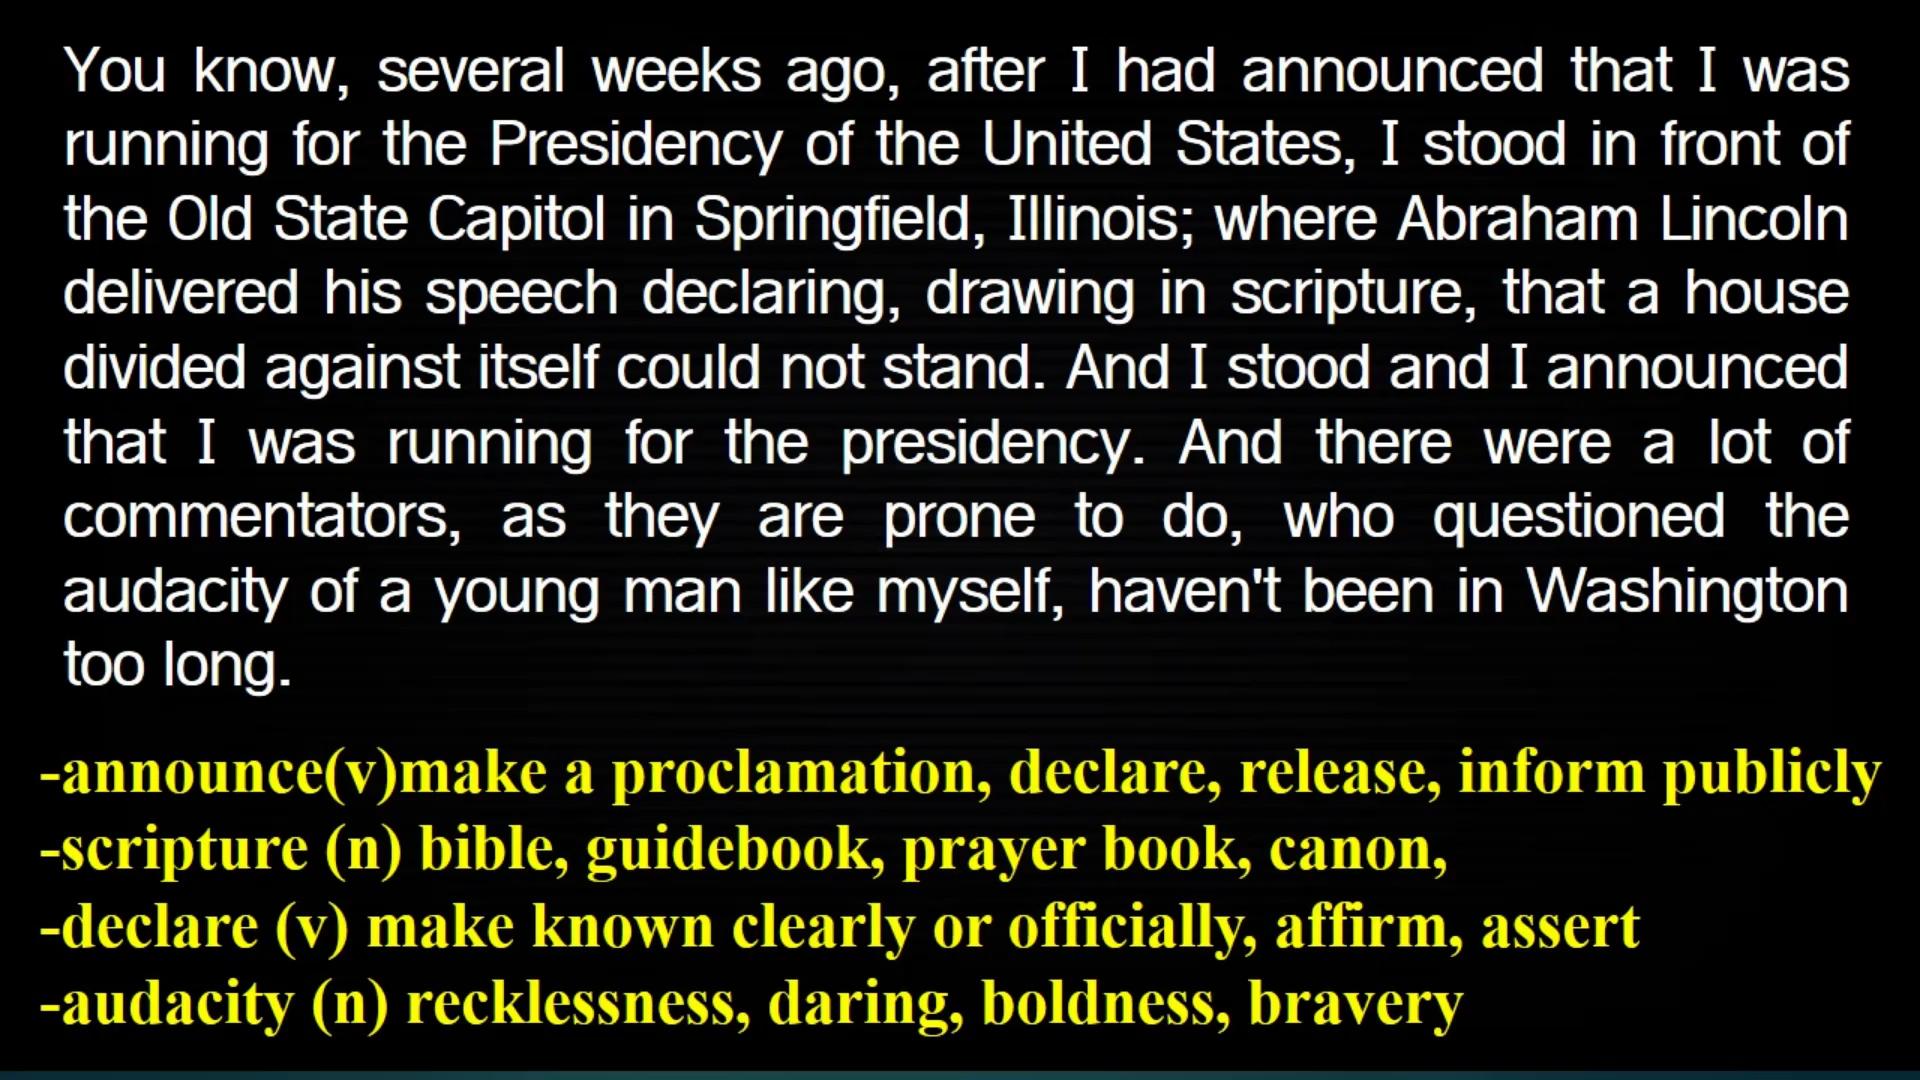 You know, several weeks ago, after I had announced that I was
running for the Presidency of the United States, I stood in front of
the Old State Capitol in Springfield, Illinois; where Abraham Lincoln
delivered his speech declaring, drawing in scripture, that a house
divided against itself could not stand. And I stood and I announced
that I was running for the presidency. And there were a lot of
commentators, as they are prone to do, who questioned the
audacity of a young man like myself, haven't been in Washington
too long.
-announce(v)make a proclamation, declare, release, inform publicly
-scripture (n) bible, guidebook, prayer book, canon,
-declare (v) make known clearly or officially, affirm, assert
-audacity (n) recklessness, daring, boldness, bravery